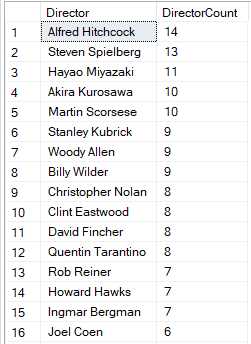 Director DirectorCount
1 Alfred Hitchcock 14
2 Steven Spielberg 13
3 Hayao Miyazaki 11
4 Akira Kurosawa 10
5 Martin Scorsese 10
6 Stanley Kubrick 9
7 Woody Allen 9
8 Billy Wilder 9
9 Christopher Nolan 8
10 Clint Eastwood 8
11 David Fincher 8
12 Quentin Tarantino 8
13 Rob Reiner 7
14 Howard Hawks 7
15 Ingmar Bergman 7
16 Joel Coen 6